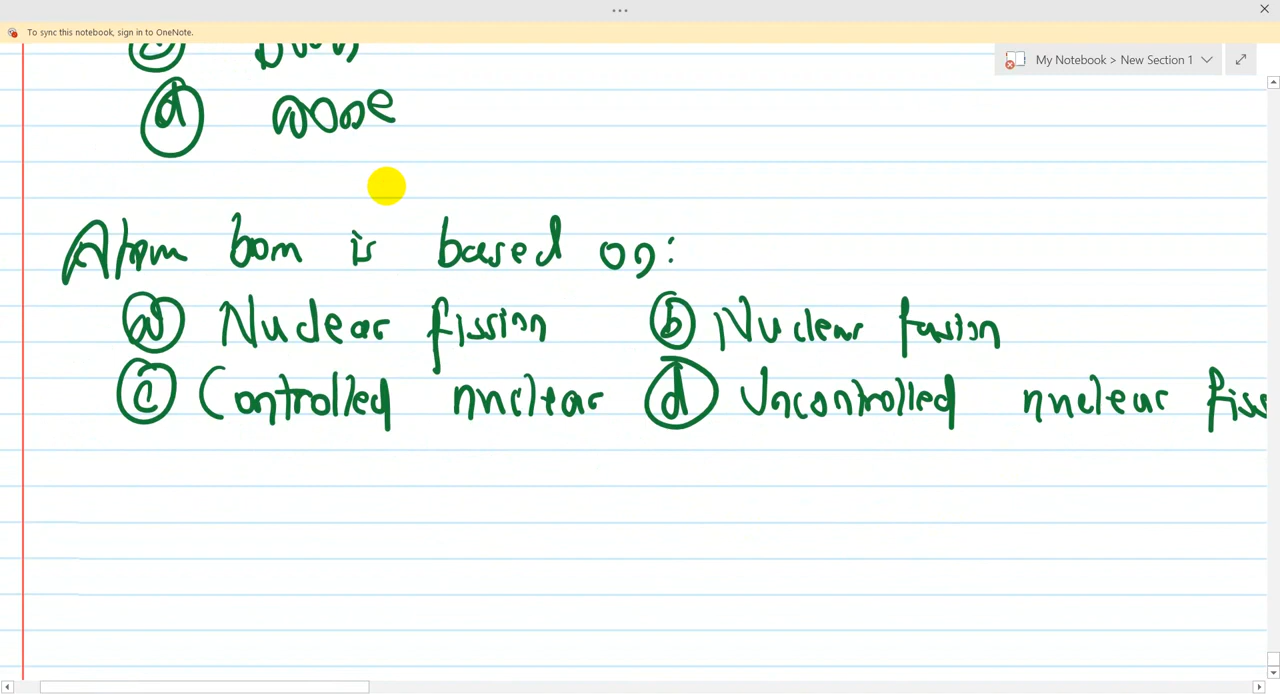 To sync this notebook, sign in to OneNote.
My Notebook > New Section 1
d none
Atom bom is based on:
a Nuclear fission b Nuclear fusion
c Controlled nuclear d Uncontrolled nuclear fiss